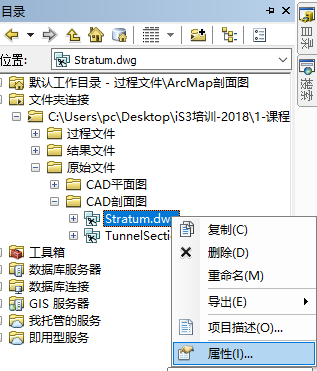 目录
位置:
Stratum.dwg
默认工作目录 - 过程文件\ArcMap剖面图
文件夹连接
C:\Users\pc\Desktop\iS3培训-2018\1-课程
过程文件
结果文件
原始文件
CAD平面图
CAD剖面图
Stratum.dw
TunnelSecti
工具箱
数据库服务器
数据库连接
GIS 服务器
我托管的服务
即用型服务
复制(C)
删除(D)
重命名(M)
导出(E)
项目描述(O)...
属性(I)...
目录
搜索